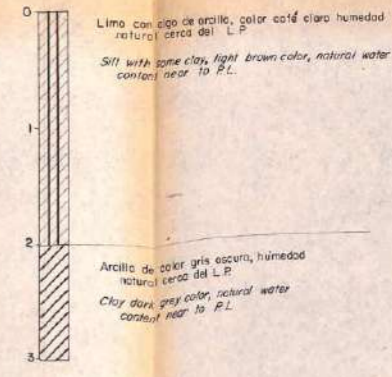 0
Limo con algo de arcilla, color café claro humedad
natural cerca del L.P.
Silt with some clay, light brown color, natural water
content near to P.L.
1
2
Arcilla de color gris oscuro, humedad
natural cerca del L.P.
Clay dark grey color, natural water
content near to P.L.
3